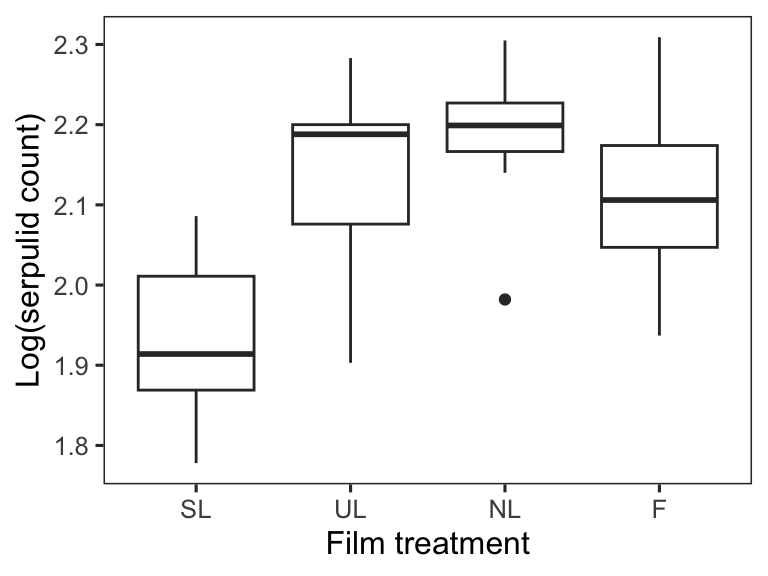 Log(serpulid count)
2.3
2.2
2.1
2.0
1.9
1.8
SL UL NL F
Film treatment